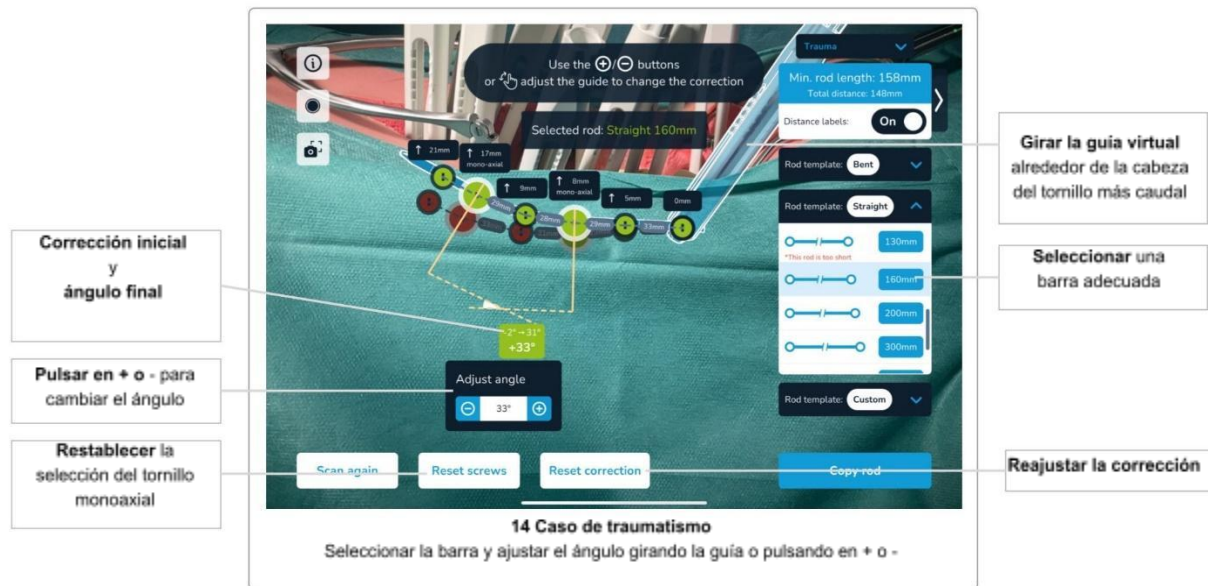 Use the ⊕/⊖ buttons
or adjust the guide to change the correction
Selected rod: Straight 160mm
Trauma
Min. rod length: 158mm
Total distance: 148mm
Distance labels: On
Rod template: Bent
Rod template: Straight
130mm
*This rod is too short
160mm
200mm
300mm
Rod template: Custom
↑ 21mm
↑ 17mm
mono-axial
↑ 9mm
↑ 8mm
mono-axial
↑ 5mm
0mm
29mm
28mm
29mm
33mm
-2°→31°
+33°
Adjust angle
33°
Scan again
Reset screws
Reset correction
Copy rod
Corrección inicial
y
ángulo final
Pulsar en + o - para
cambiar el ángulo
Restablecer la
selección del tornillo
monoaxial
Girar la guía virtual
alrededor de la cabeza
del tornillo más caudal
Seleccionar una
barra adecuada
Reajustar la corrección
14 Caso de traumatismo
Seleccionar la barra y ajustar el ángulo girando la guía o pulsando en + o -